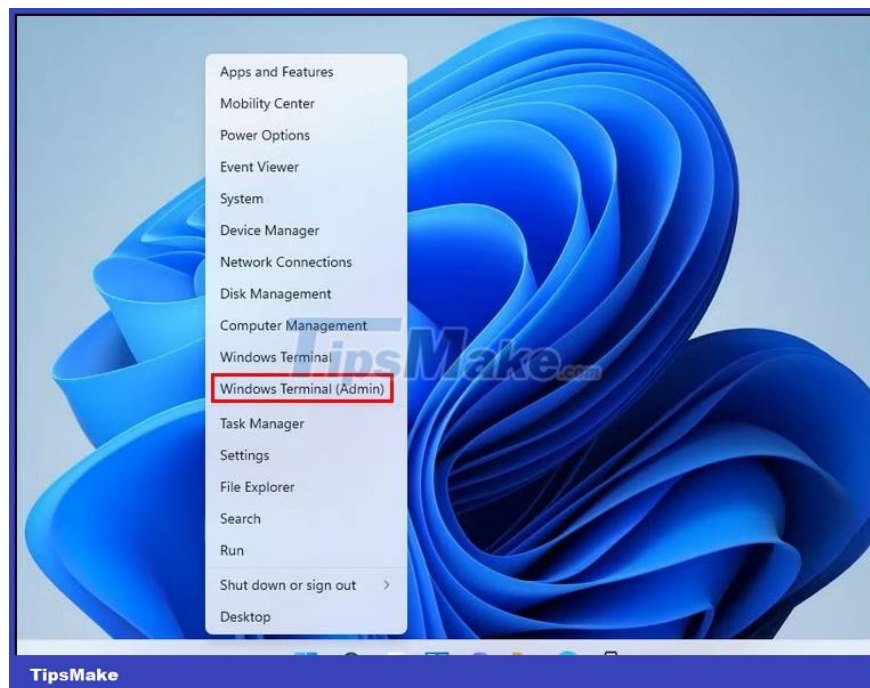 Apps and Features
Mobility Center
Power Options
Event Viewer
System
Device Manager
Network Connections
Disk Management
Computer Management
Windows Terminal
TipsMake.com
Windows Terminal (Admin)
Task Manager
Settings
File Explorer
Search
Run
Shut down or sign out
Desktop
TipsMake